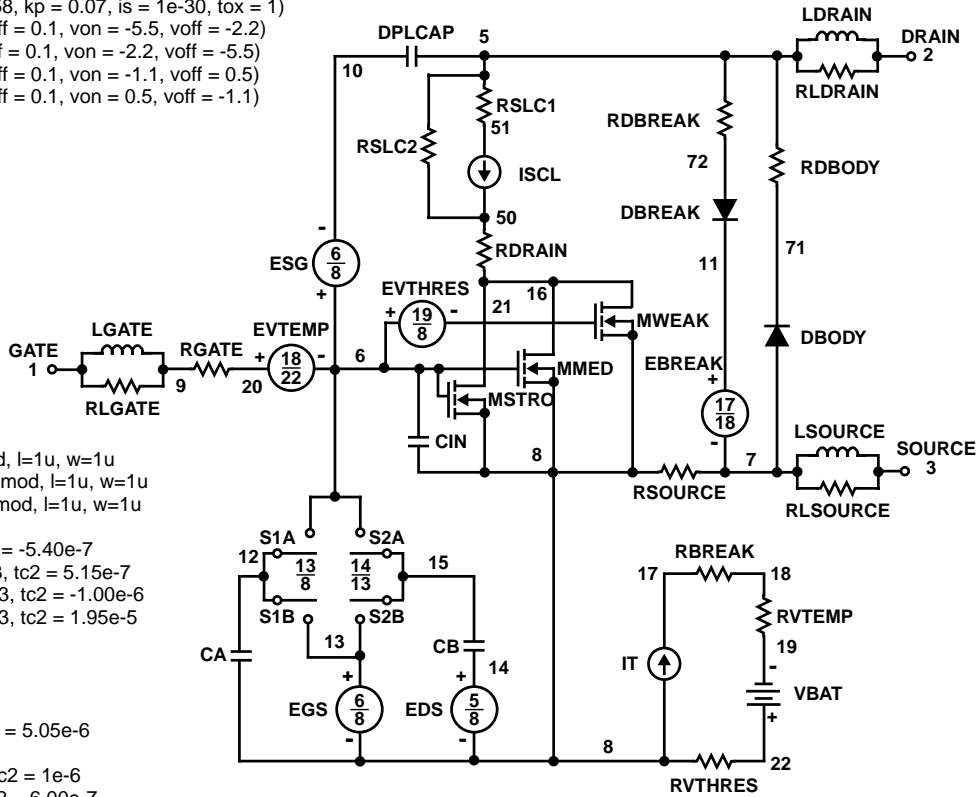 58, kp = 0.07, is = 1e-30, tox = 1)
ff = 0.1, von = -5.5, voff = -2.2)
= 0.1, von = -2.2, voff = -5.5)
ff = 0.1, von = -1.1, voff = 0.5)
ff = 0.1, von = 0.5, voff = -1.1)
d, l=1u, w=1u
mod, l=1u, w=1u
mod, l=1u, w=1u
= -5.40e-7
, tc2 = 5.15e-7
3, tc2 = -1.00e-6
3, tc2 = 1.95e-5
= 5.05e-6
c2 = 1e-6
LDRAIN
DPLCAP
5
DRAIN
2
10
RLDRAIN
RSLC1
51
RDBREAK
RSLC2
72
RDBODY
ISCL
DBREAK
50
RDRAIN
71
ESG
6
8
11
EVTHRES
19
8
21
16
MWEAK
LGATE
EVTEMP
GATE
1
RGATE
18
22
6
EBREAK
DBODY
9
20
MMED
RLGATE
MSTRO
17
18
CIN
8
7
LSOURCE
SOURCE
3
RSOURCE
RLSOURCE
S1A
S2A
12
13
8
14
13
15
RBREAK
17
18
S1B
S2B
RVTEMP
13
CA
CB
19
14
IT
VBAT
EGS
6
8
EDS
5
8
8
22
RVTHRES
+
-